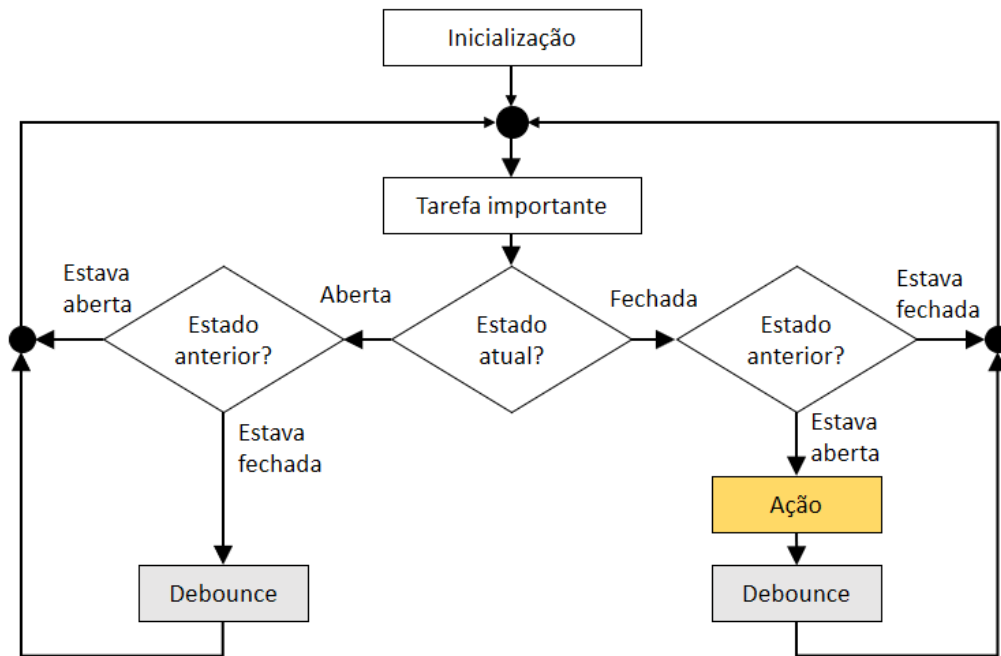 Inicialização
Tarefa importante
Estava
aberta
Aberta
Fechada
Estava
fechada
Estado
anterior?
Estado
atual?
Estado
anterior?
Estava
fechada
Estava
aberta
Ação
Debounce
Debounce